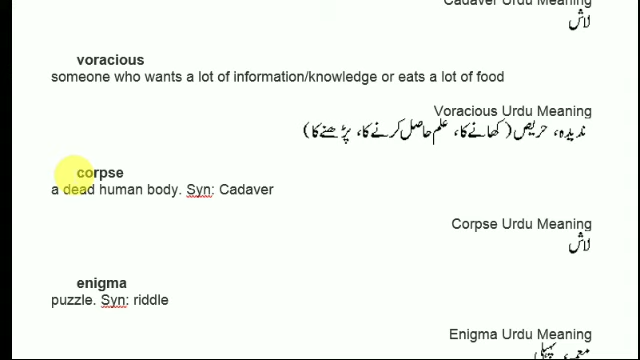 Cadaver Urdu Meaning
لاش
voracious
someone who wants a lot of information/knowledge or eats a lot of food
Voracious Urdu Meaning
ندیدہ، حریص (کھانے کا، علم حاصل کرنے کا، پڑھنے کا)
corpse
a dead human body. Syn: Cadaver
Corpse Urdu Meaning
لاش
enigma
puzzle. Syn: riddle
Enigma Urdu Meaning
معمہ، پہیلی